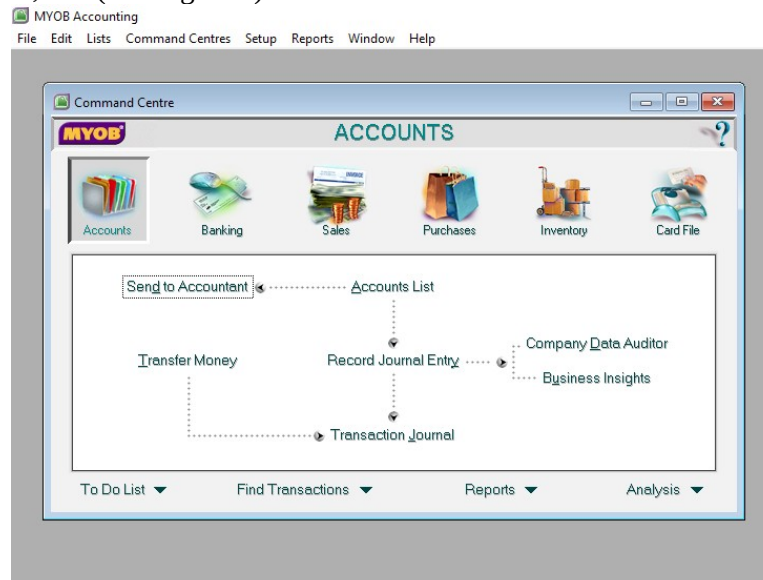 MYOB Accounting
File Edit Lists Command Centres Setup Reports Window Help
Command Centre
MYOB
ACCOUNTS
?
Accounts Banking Sales Purchases Inventory Card File
Send to Accountant Accounts List
Company Data Auditor
Transfer Money Record Journal Entry
Business Insights
Transaction Journal
To Do List Find Transactions Reports Analysis